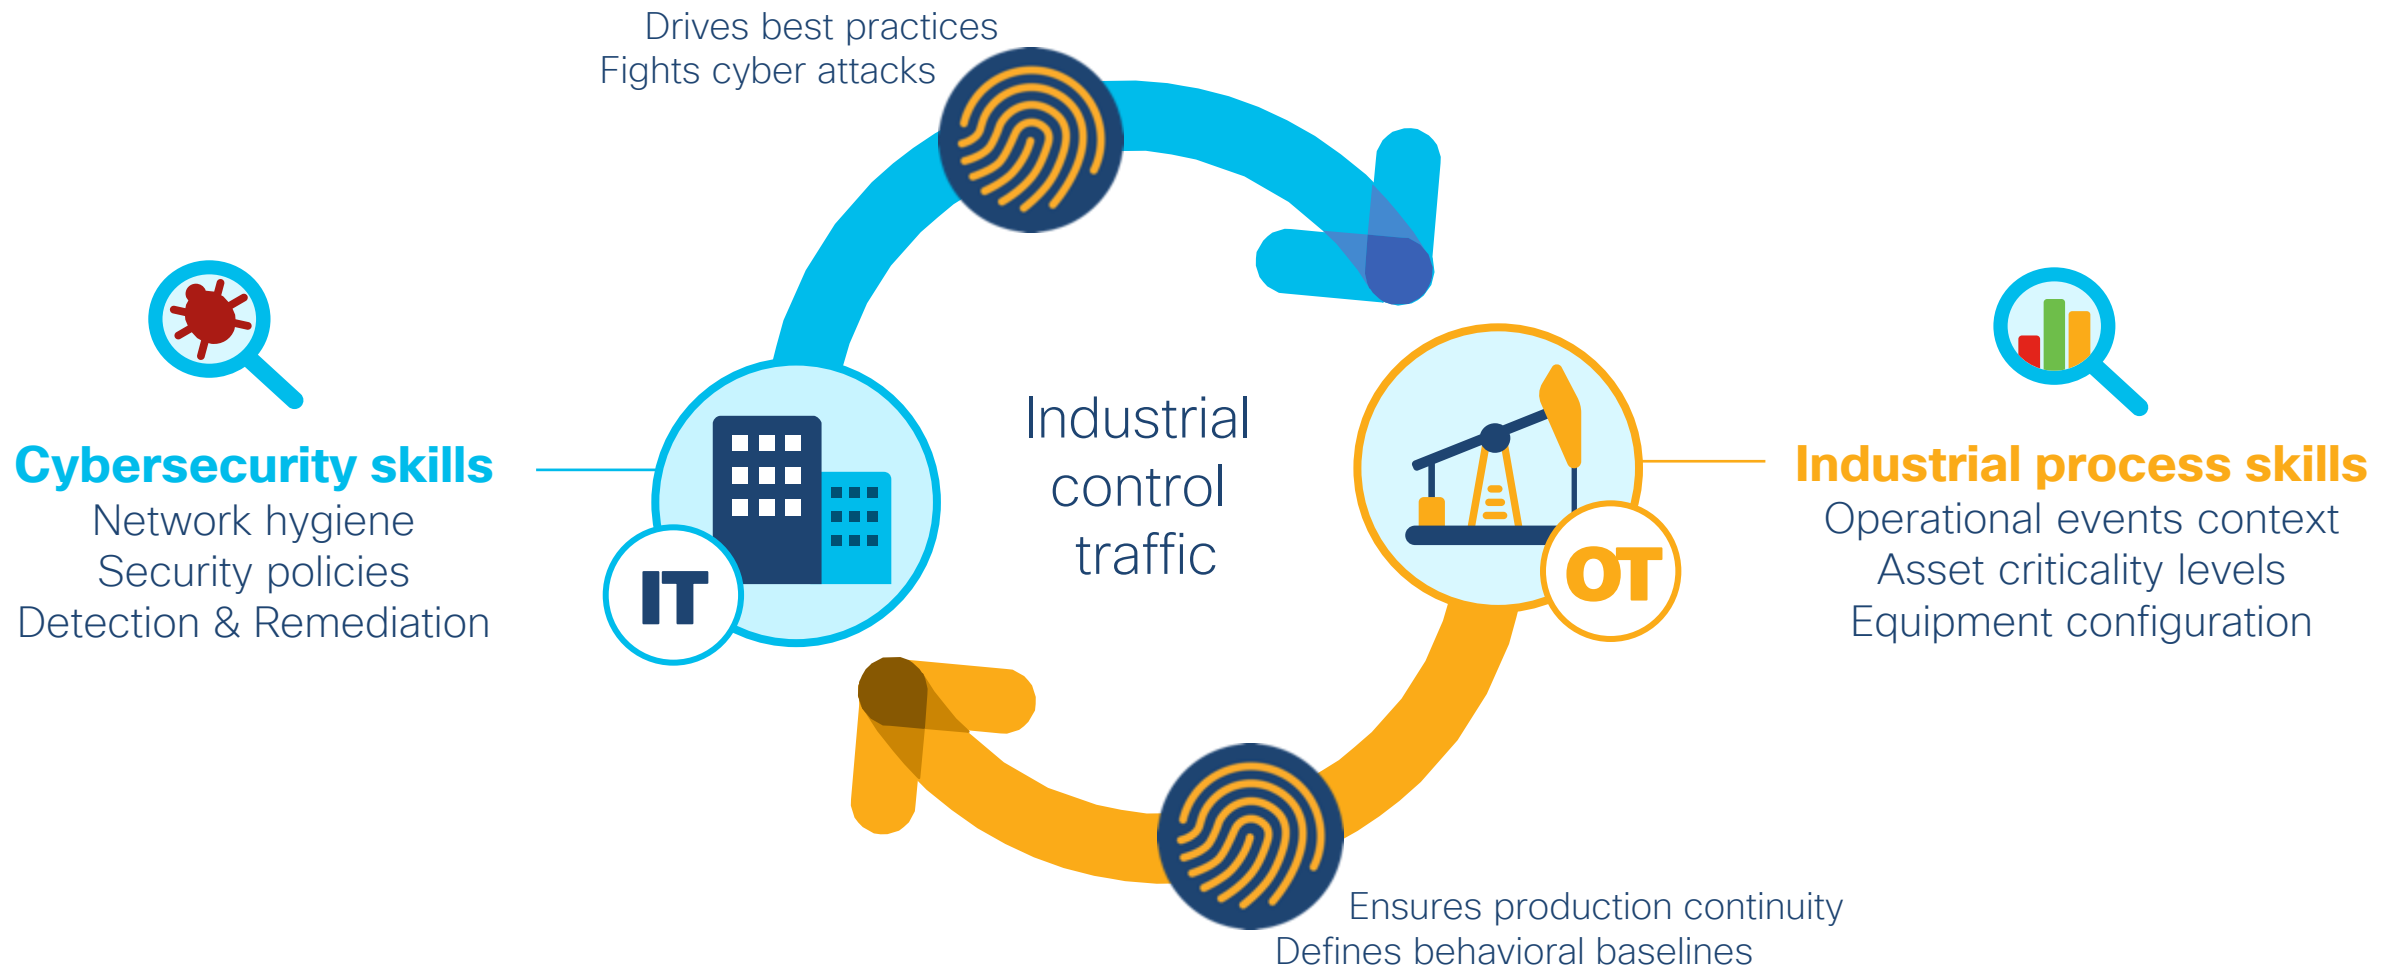 Drives best practices
Fights cyber attacks
Cybersecurity skills
Network hygiene
Security policies
Detection & Remediation
IT
Industrial
control
traffic
OT
Industrial process skills
Operational events context
Asset criticality levels
Equipment configuration
Ensures production continuity
Defines behavioral baselines